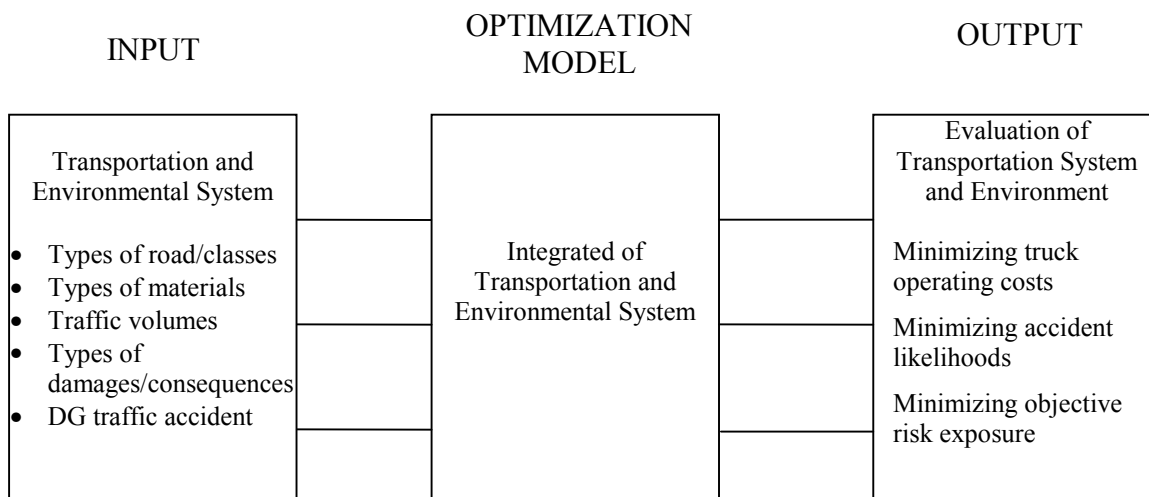 INPUT
OPTIMIZATION
MODEL
OUTPUT
Transportation and
Environmental System
• Types of road/classes
• Types of materials
• Traffic volumes
• Types of
damages/consequences
• DG traffic accident
Integrated of
Transportation and
Environmental System
Evaluation of
Transportation System
and Environment
Minimizing truck
operating costs
Minimizing accident
likelihoods
Minimizing objective
risk exposure